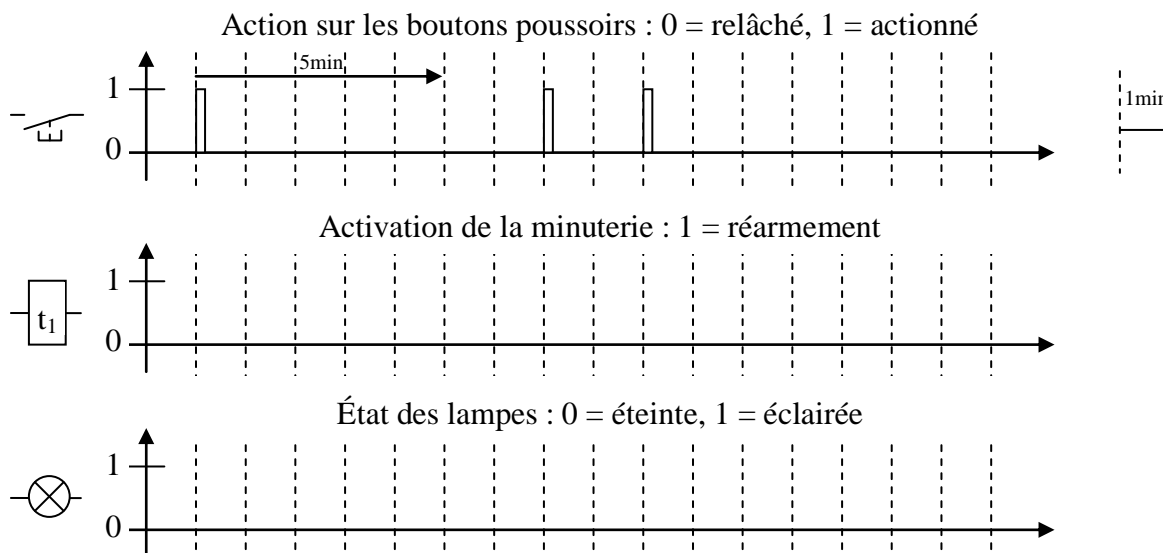 Action sur les boutons poussoirs : 0 = relâché, 1 = actionné
5min
1
0
1min
Activation de la minuterie : 1 = réarmement
1
t1
0
État des lampes : 0 = éteinte, 1 = éclairée
1
0